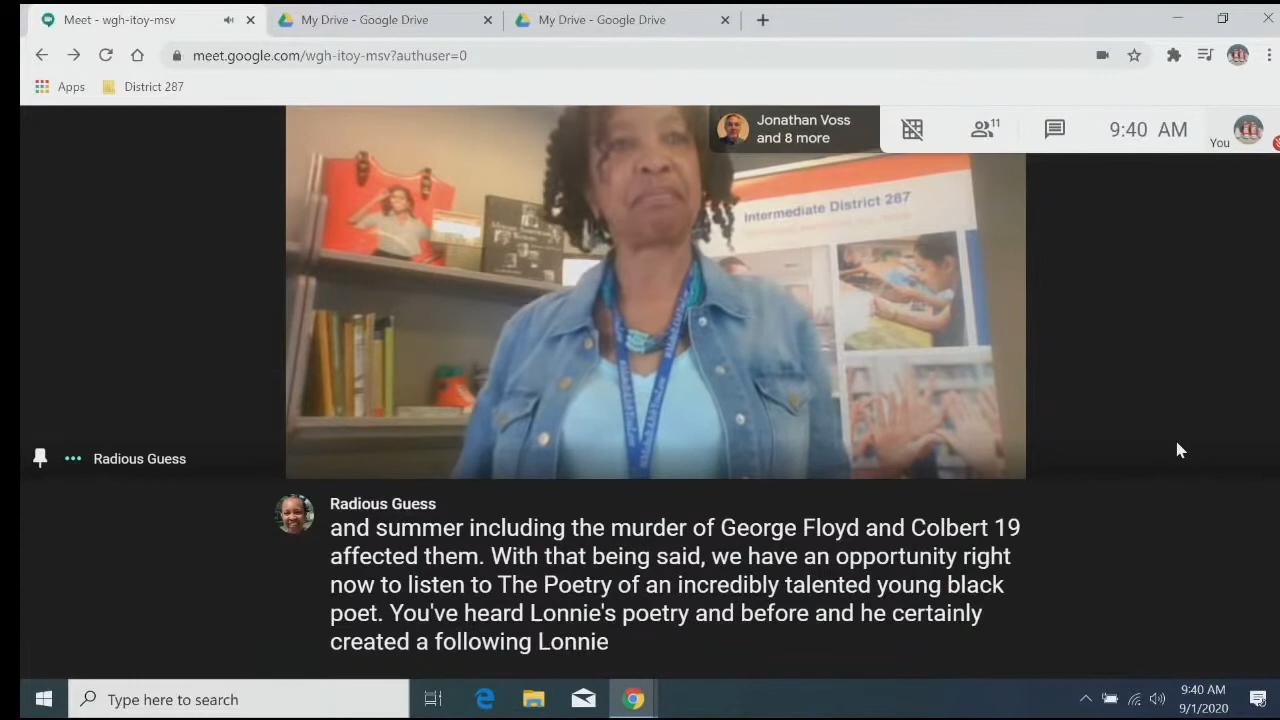 Meet - wgh-itoy-msv
My Drive - Google Drive
My Drive - Google Drive
meet.google.com/wgh-itoy-msv?authuser=0
Apps
District 287
Jonathan Voss
and 8 more
11
9:40 AM
You
Intermediate District 287
Radious Guess
Radious Guess
and summer including the murder of George Floyd and Colbert 19
affected them. With that being said, we have an opportunity right
now to listen to The Poetry of an incredibly talented young black
poet. You've heard Lonnie's poetry and before and he certainly
created a following Lonnie
Type here to search
9:40 AM
9/1/2020